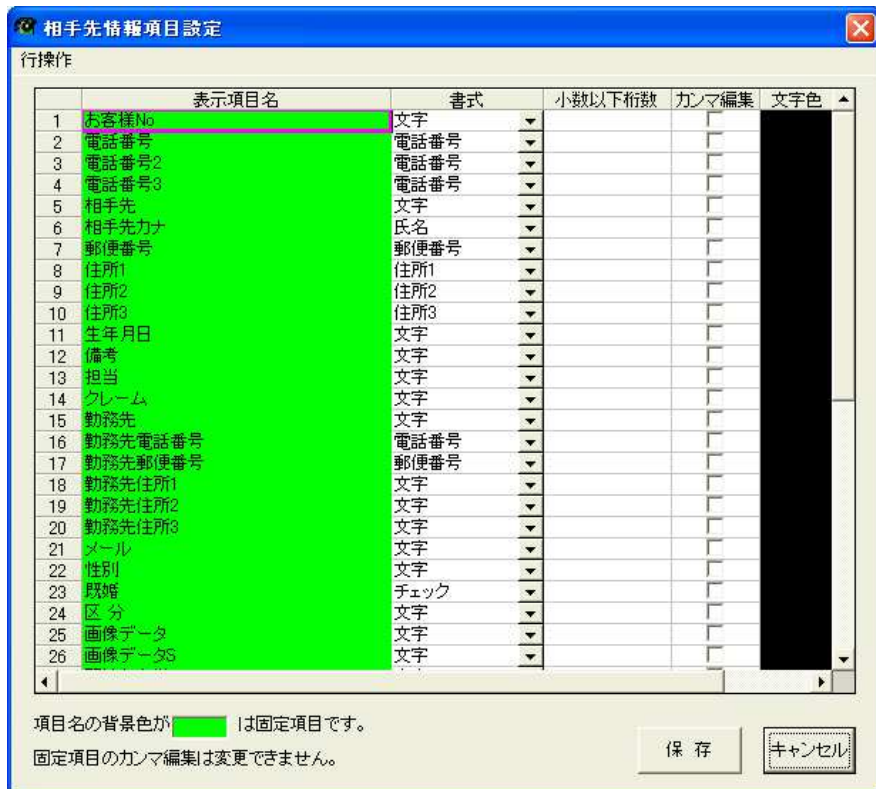 相手先情報項目設定
行操作
表示項目名 書式 小数以下桁数 カンマ編集 文字色
1 お客様No 文字
2 電話番号 電話番号
3 電話番号2 電話番号
4 電話番号3 電話番号
5 相手先 文字
6 相手先カナ 氏名
7 郵便番号 郵便番号
8 住所1 住所1
9 住所2 住所2
10 住所3 住所3
11 生年月日 文字
12 備考 文字
13 担当 文字
14 クレーム 文字
15 勤務先 文字
16 勤務先電話番号 電話番号
17 勤務先郵便番号 郵便番号
18 勤務先住所1 文字
19 勤務先住所2 文字
20 勤務先住所3 文字
21 メール 文字
22 性別 文字
23 既婚 チェック
24 区 分 文字
25 画像データ 文字
26 画像データS 文字
項目名の背景色が は固定項目です。
固定項目のカンマ編集は変更できません。
保 存 キャンセル